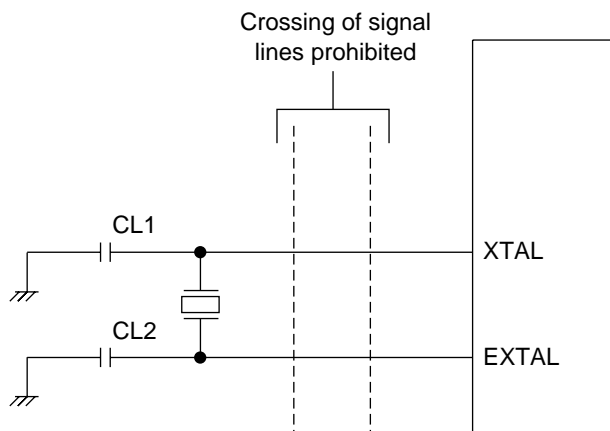 Crossing of signal
lines prohibited
CL1
XTAL
CL2
EXTAL